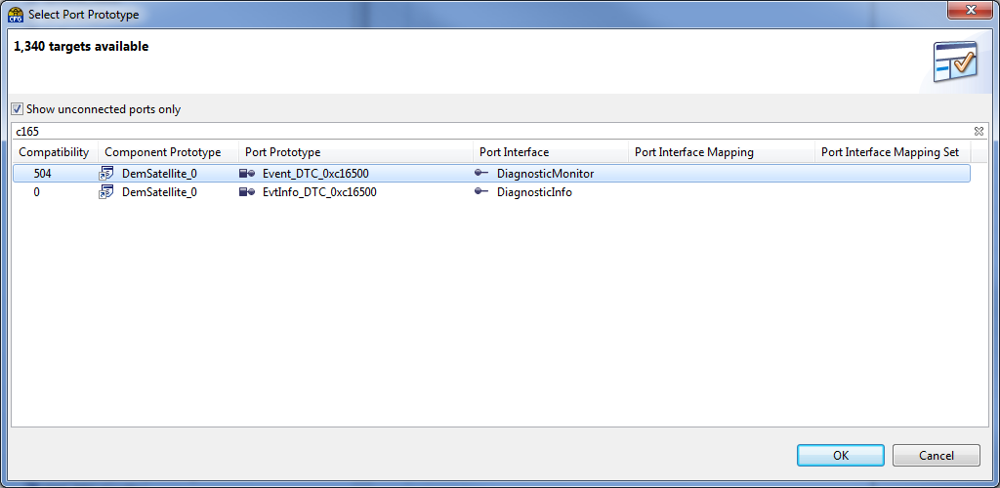 Select Port Prototype
1,340 targets available
Show unconnected ports only
c165
Compatibility Component Prototype Port Prototype Port Interface Port Interface Mapping Port Interface Mapping Set
504 DemSatellite_0 Event_DTC_0xc16500 DiagnosticMonitor
0 DemSatellite_0 EvtInfo_DTC_0xc16500 DiagnosticInfo
OK Cancel